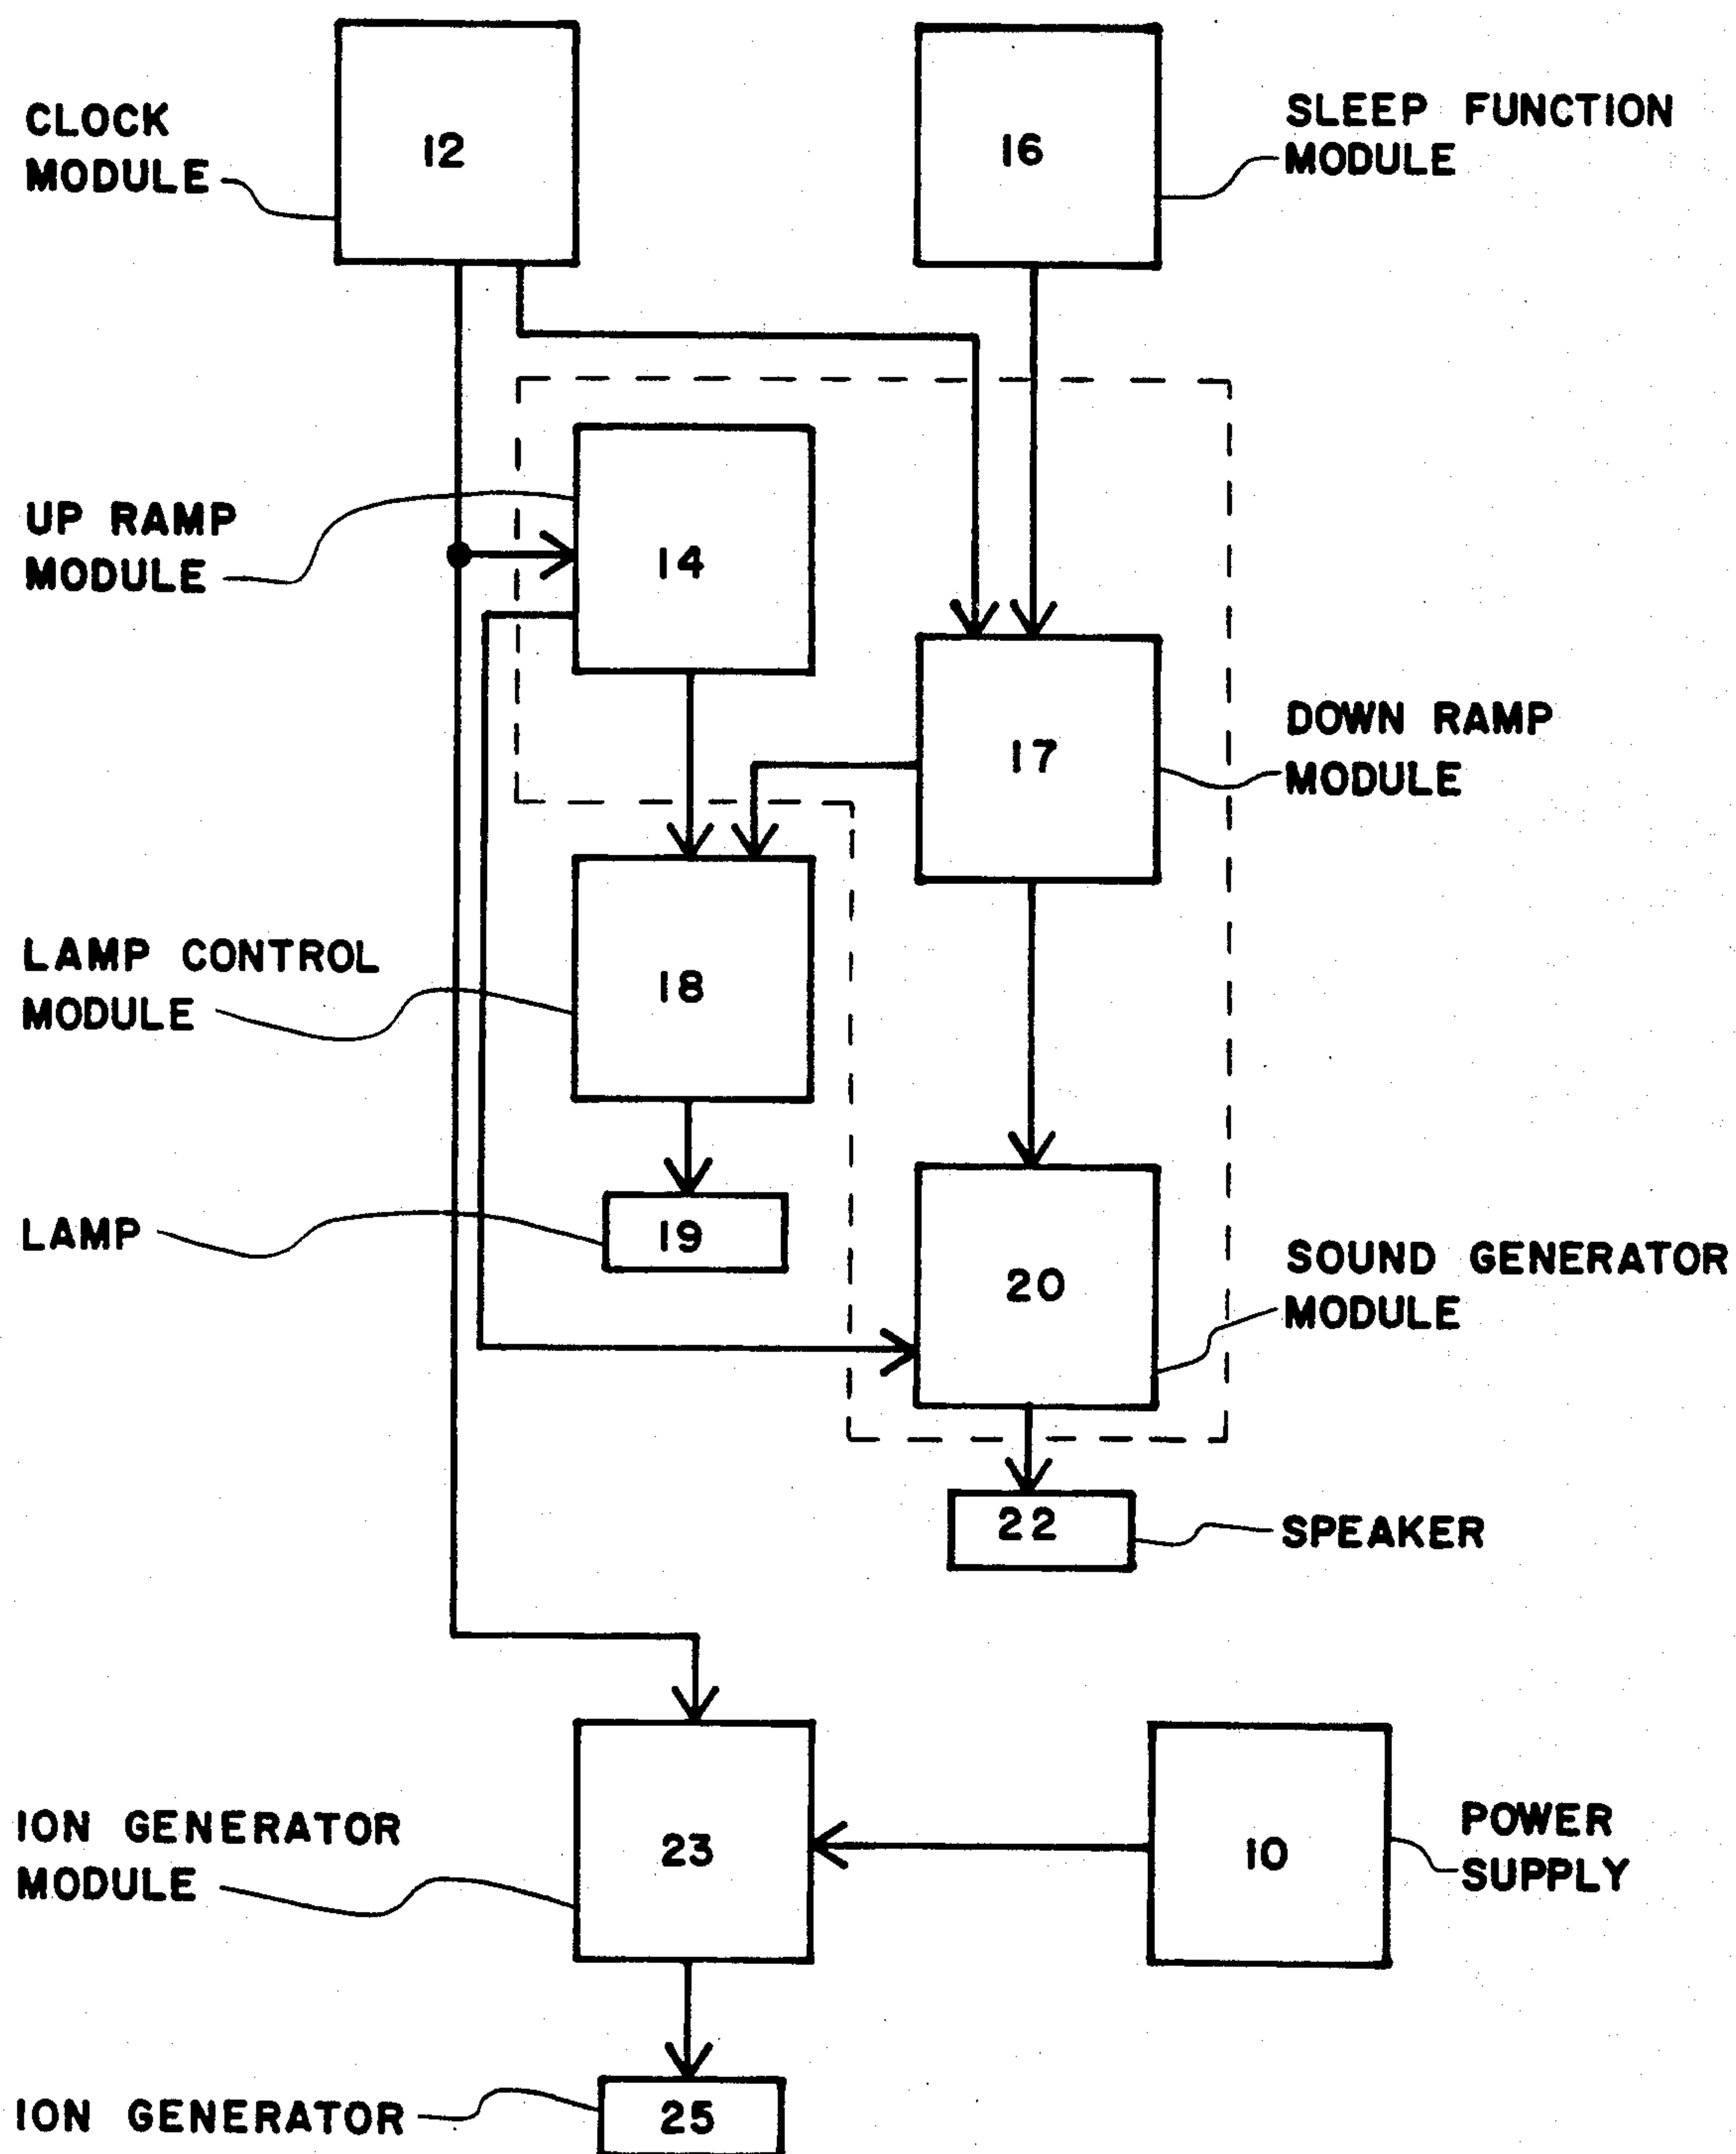 CLOCK
MODULE
12
16
SLEEP FUNCTION
MODULE
UP RAMP
MODULE
14
17
DOWN RAMP
MODULE
LAMP CONTROL
MODULE
18
LAMP
19
20
SOUND GENERATOR
MODULE
22
SPEAKER
ION GENERATOR
MODULE
23
10
POWER
SUPPLY
ION GENERATOR
25